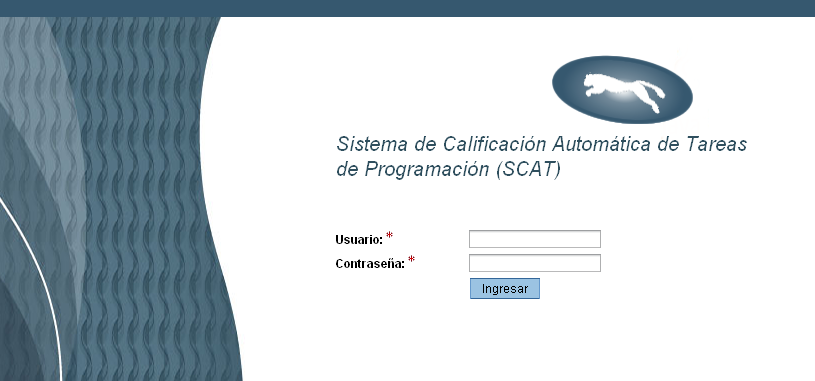 Sistema de Calificación Automática de Tareas
de Programación (SCAT)
Usuario: *
Contraseña: *
Ingresar